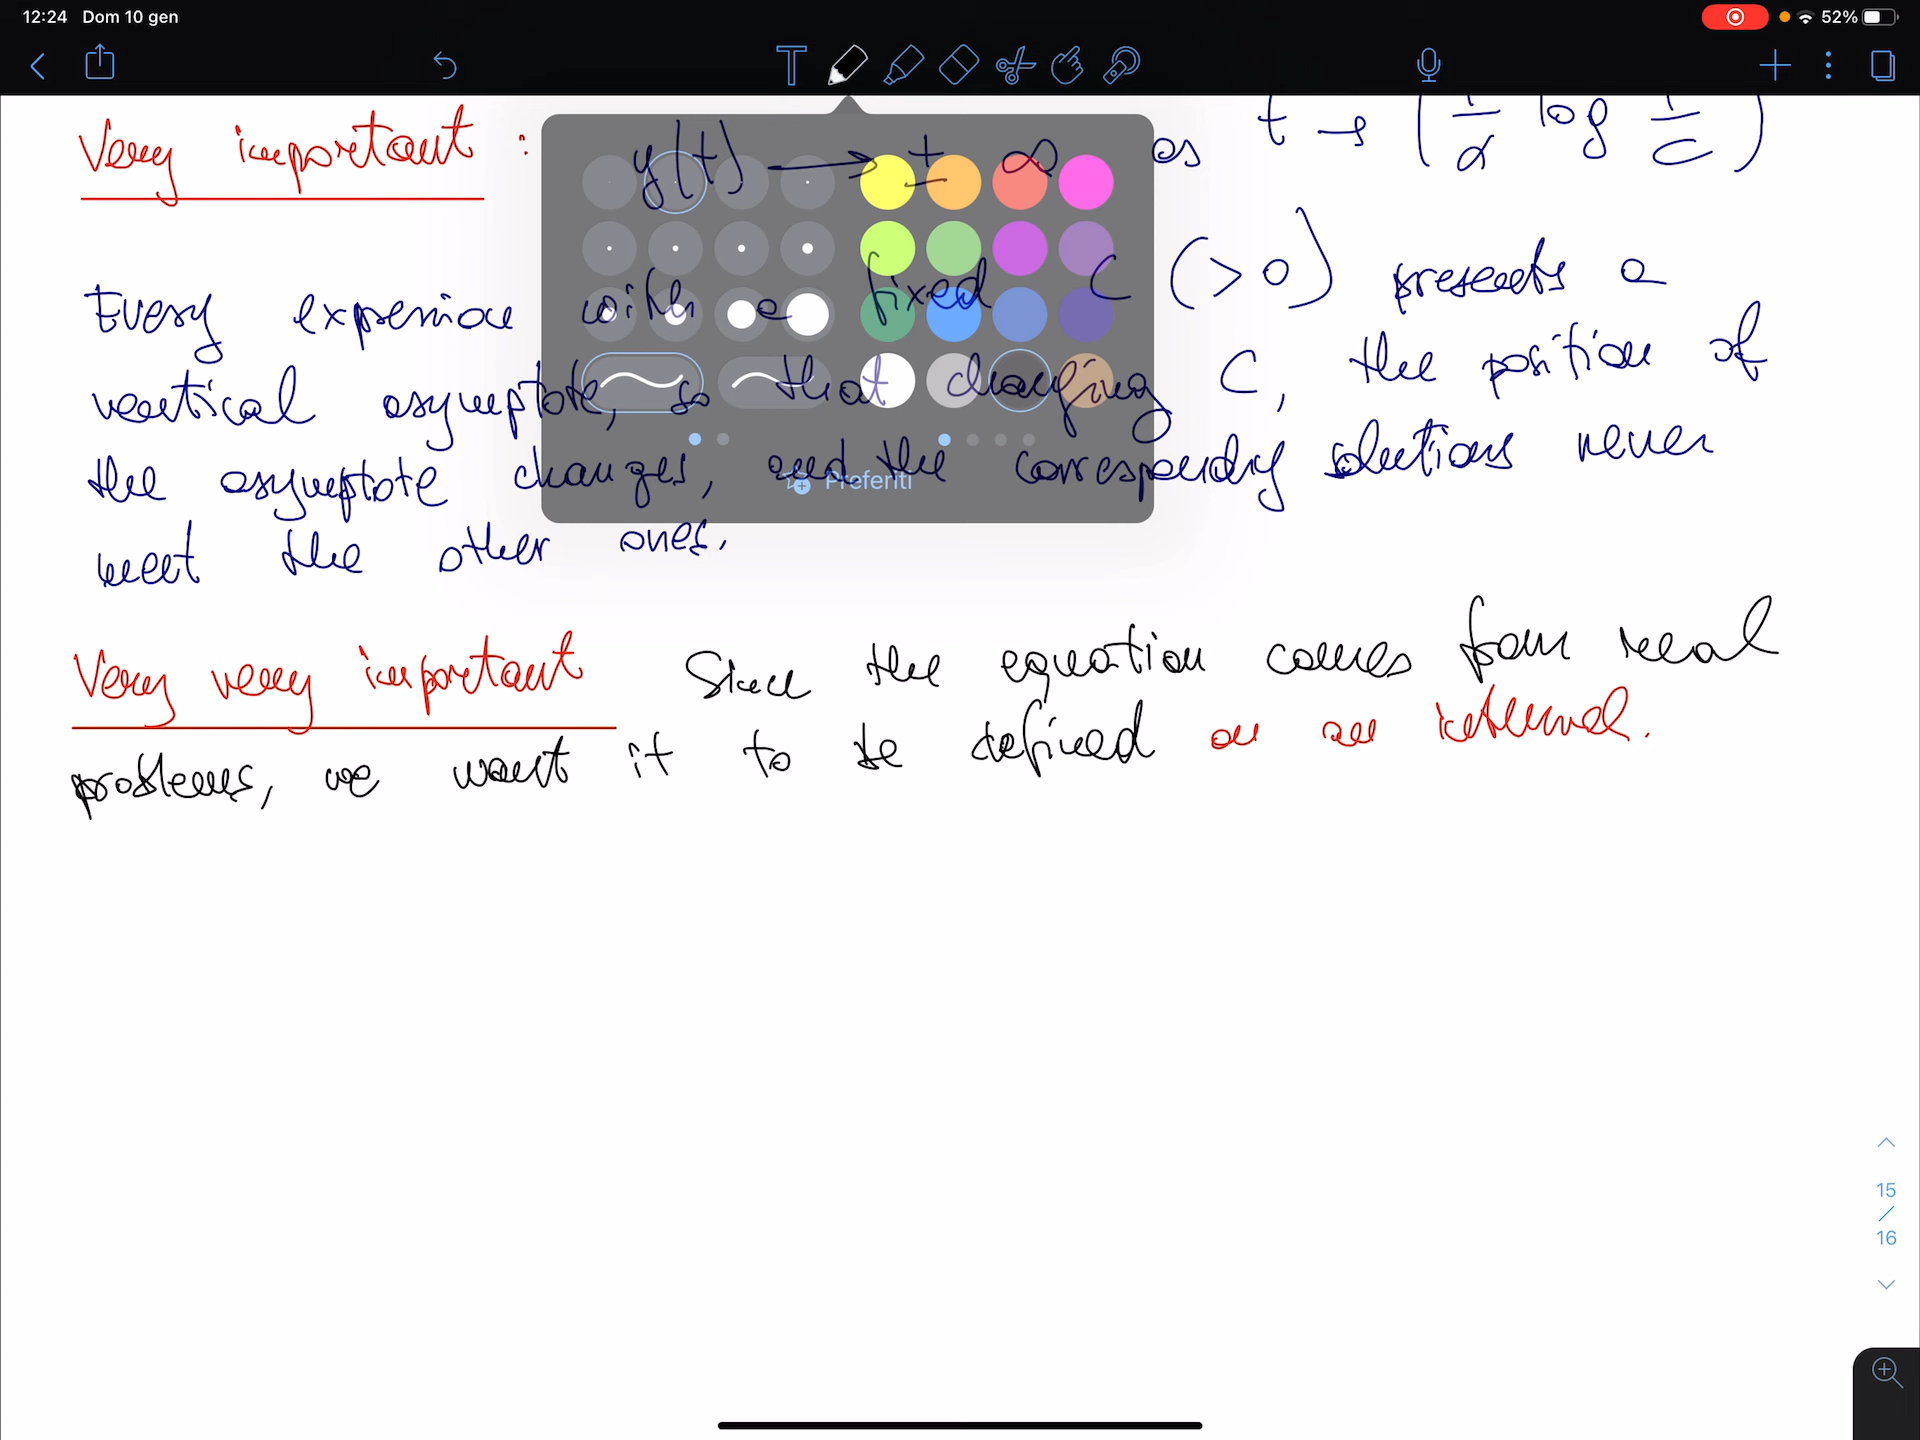 12:24 Dom 10 gen 52%
Very important : y(t) → ± ∞ as t → (1/α log 1/C)
Every expression with a fixed C (>0) presents a
vertical asymptote, so that changing C, the position of
the asymptote changes, and the corresponding solutions never
meet the other ones.
Preferiti
Very very important Since the equation comes from real
problems, we want it to be defined on an interval.
15
/
16